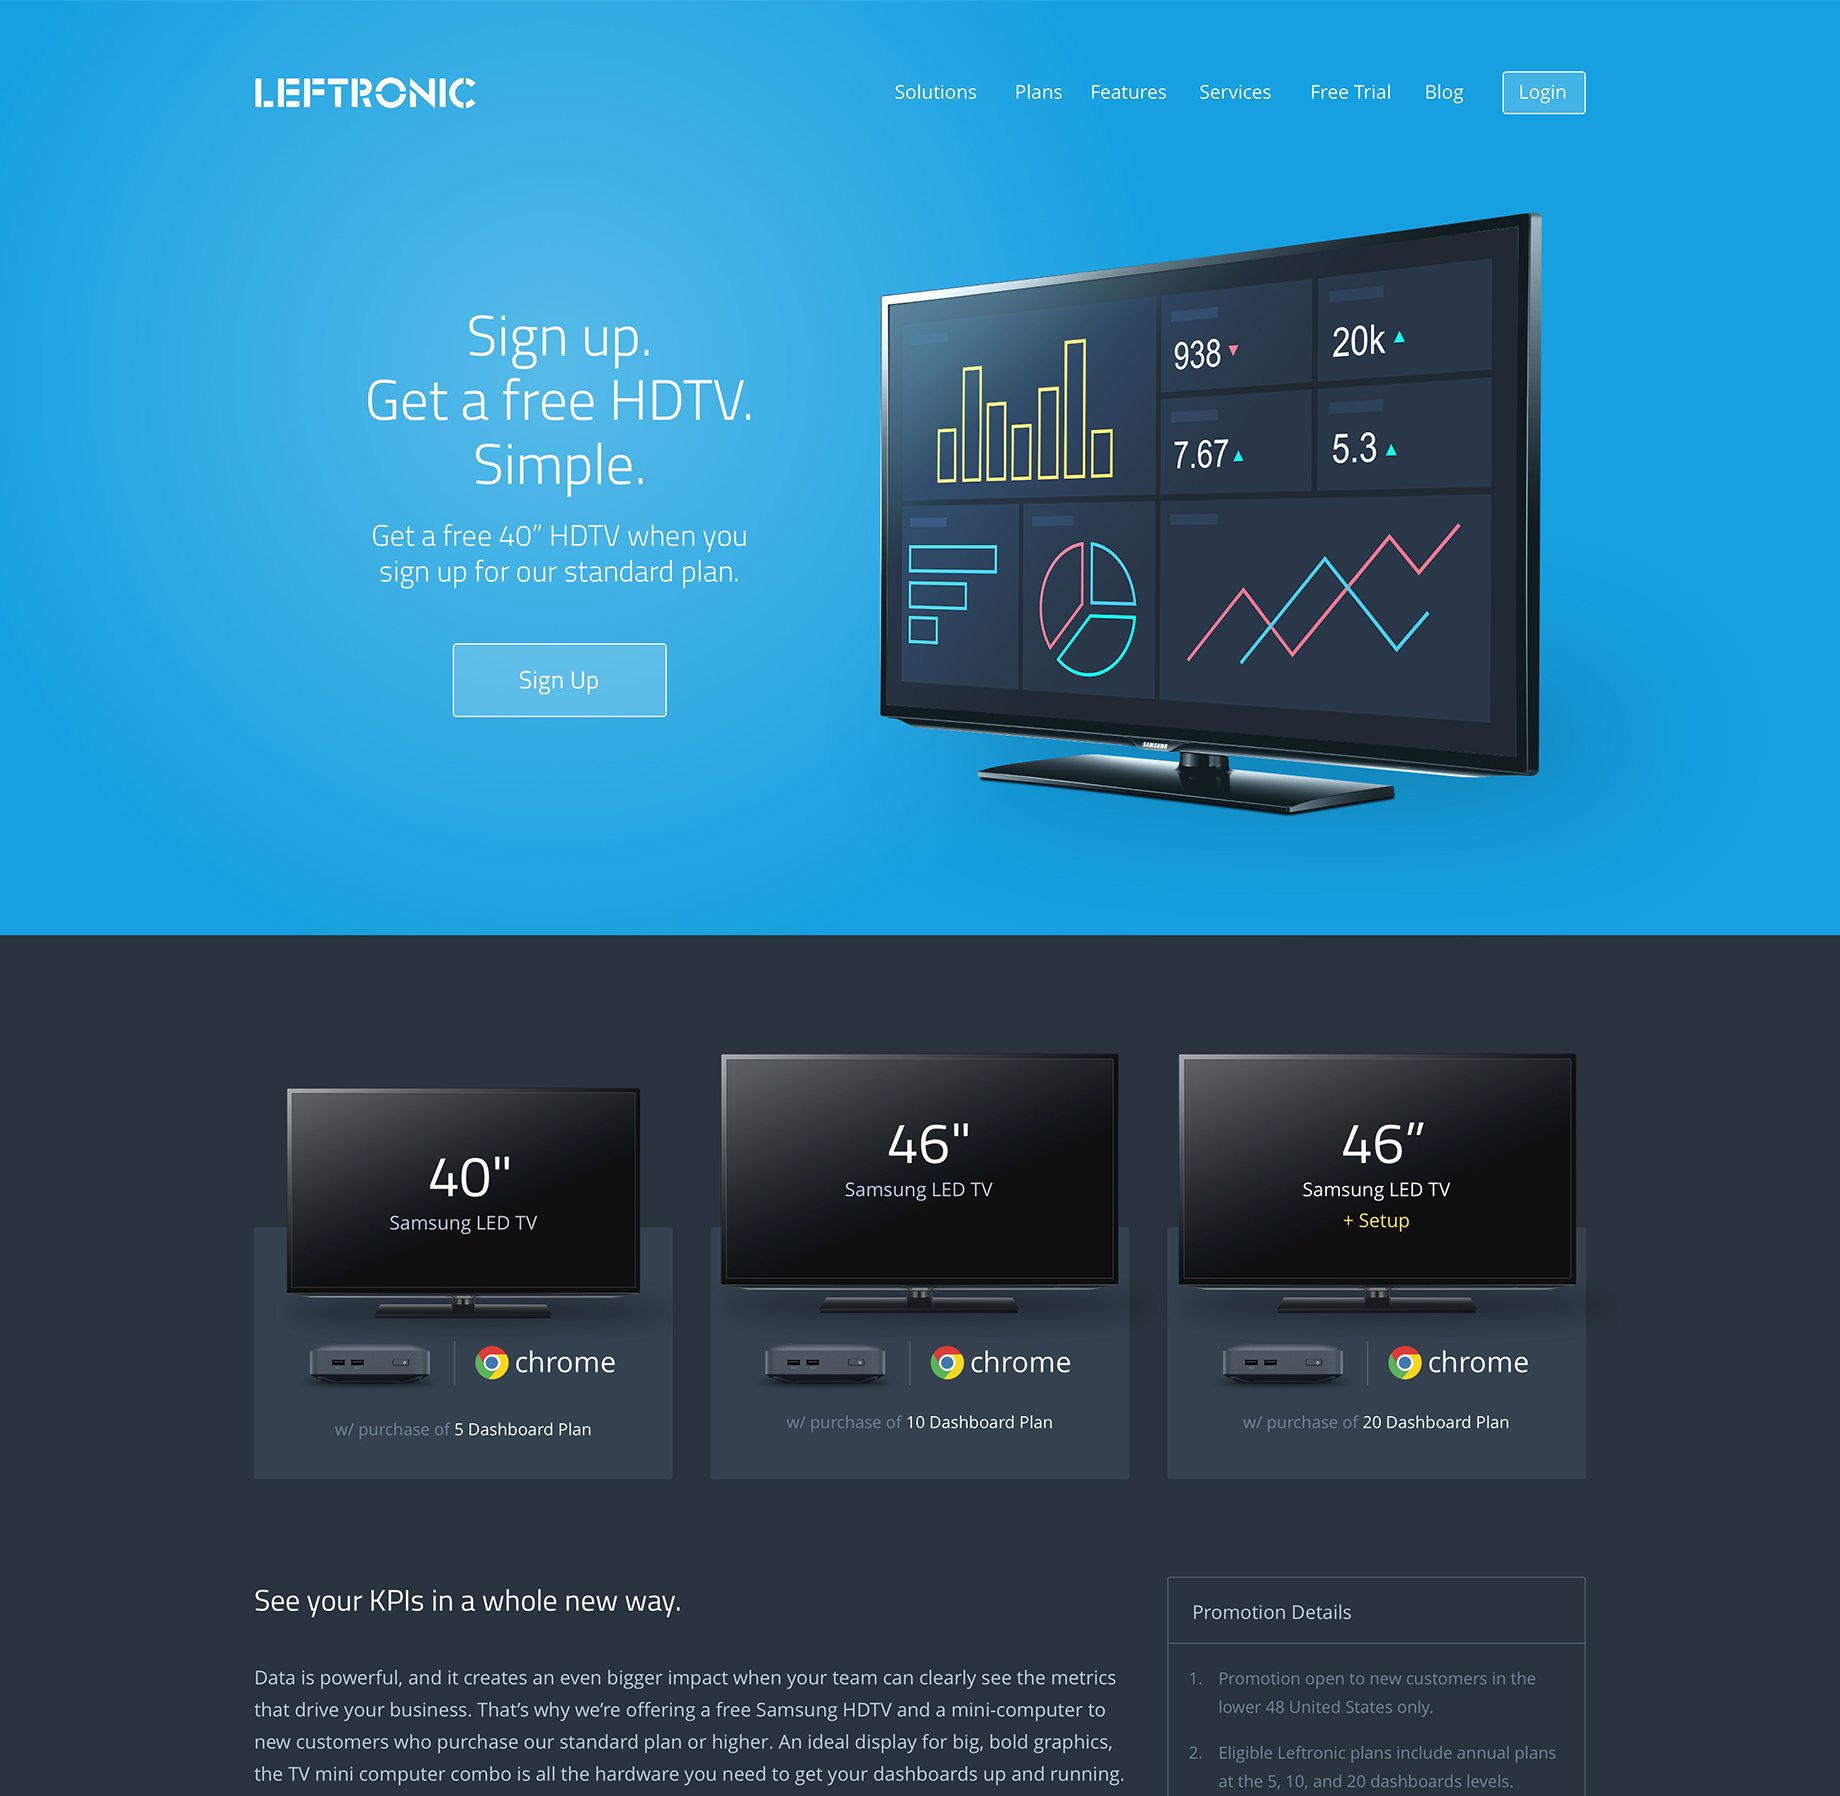 LEFTRONIC
Solutions Plans Features Services Free Trial Blog Login
Sign up.
Get a free HDTV.
Simple.
Get a free 40” HDTV when you
sign up for our standard plan.
Sign Up
938
20k
7.67
5.3
SAMSUNG
40"
Samsung LED TV
chrome
w/ purchase of 5 Dashboard Plan
46"
Samsung LED TV
chrome
w/ purchase of 10 Dashboard Plan
46”
Samsung LED TV
+ Setup
chrome
w/ purchase of 20 Dashboard Plan
See your KPIs in a whole new way.
Data is powerful, and it creates an even bigger impact when your team can clearly see the metrics
that drive your business. That’s why we’re offering a free Samsung HDTV and a mini-computer to
new customers who purchase our standard plan or higher. An ideal display for big, bold graphics,
the TV mini computer combo is all the hardware you need to get your dashboards up and running.
Promotion Details
1. Promotion open to new customers in the
lower 48 United States only.
2. Eligible Leftronic plans include annual plans
at the 5, 10, and 20 dashboards levels.